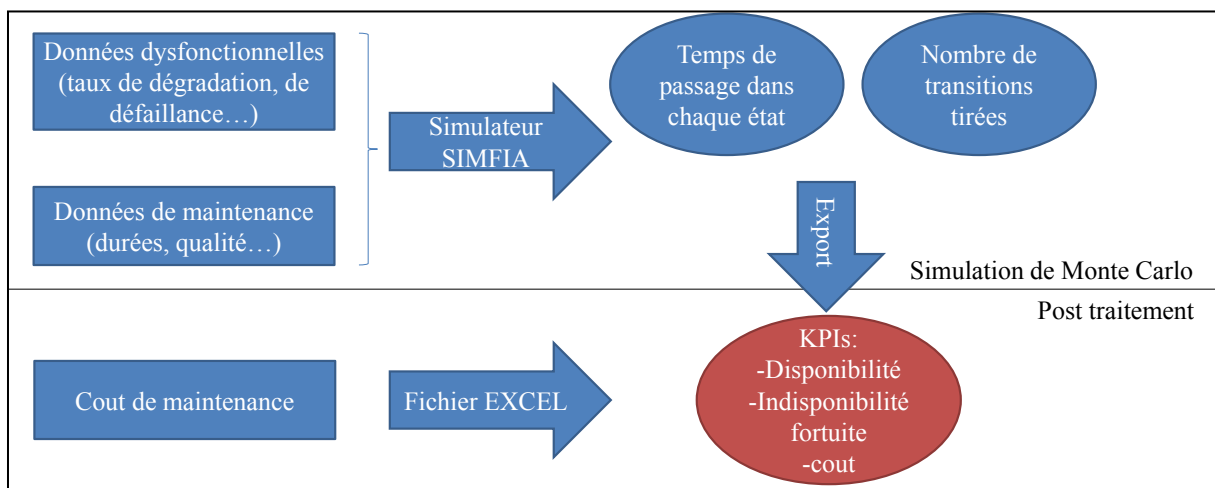 Données dysfonctionnelles
(taux de dégradation, de
défaillance…)
Données de maintenance
(durées, qualité…)
Simulateur
SIMFIA
Temps de
passage dans
chaque état
Nombre de
transitions
tirées
Export
Simulation de Monte Carlo
Post traitement
Cout de maintenance
Fichier EXCEL
KPIs:
-Disponibilité
-Indisponibilité
fortuite
-cout